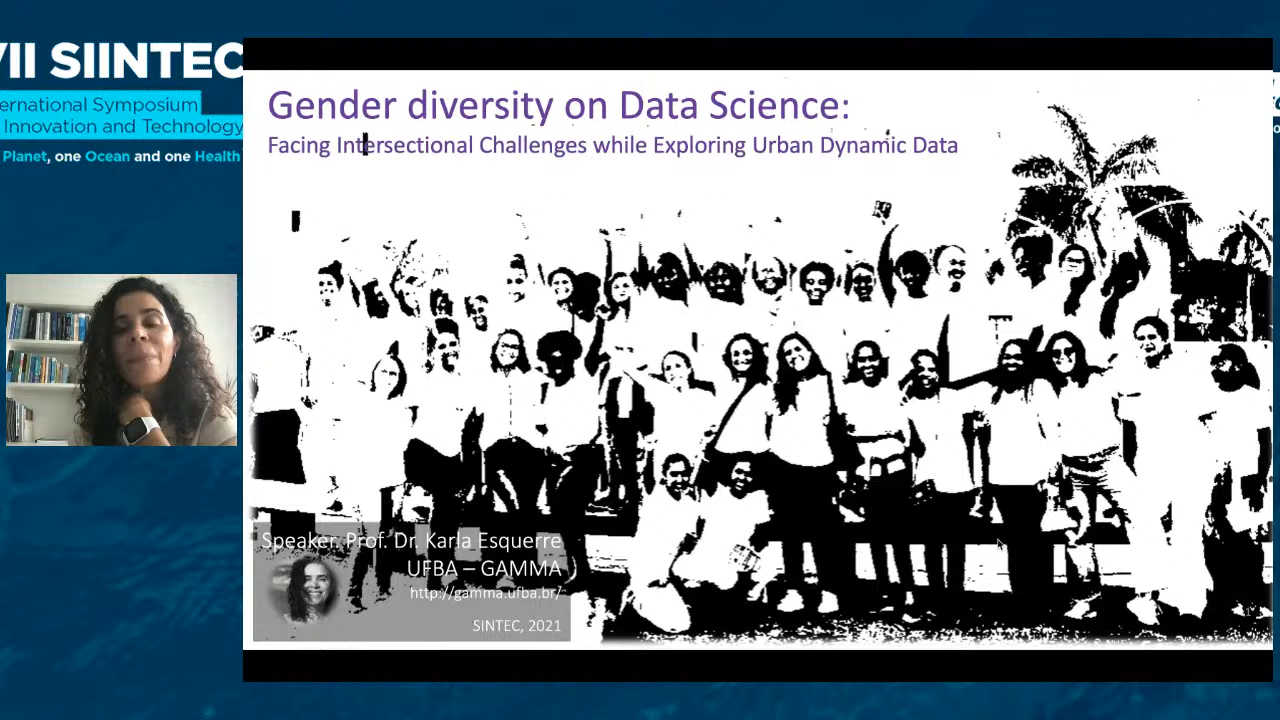 VII SIINTEC
ernational Symposium
Innovation and Technology
Planet, one Ocean and one Health
Gender diversity on Data Science:
Facing Intersectional Challenges while Exploring Urban Dynamic Data
Speaker. Prof. Dr. Karla Esquerre
UFBA – GAMMA
http://gamma.ufba.br/
SINTEC, 2021